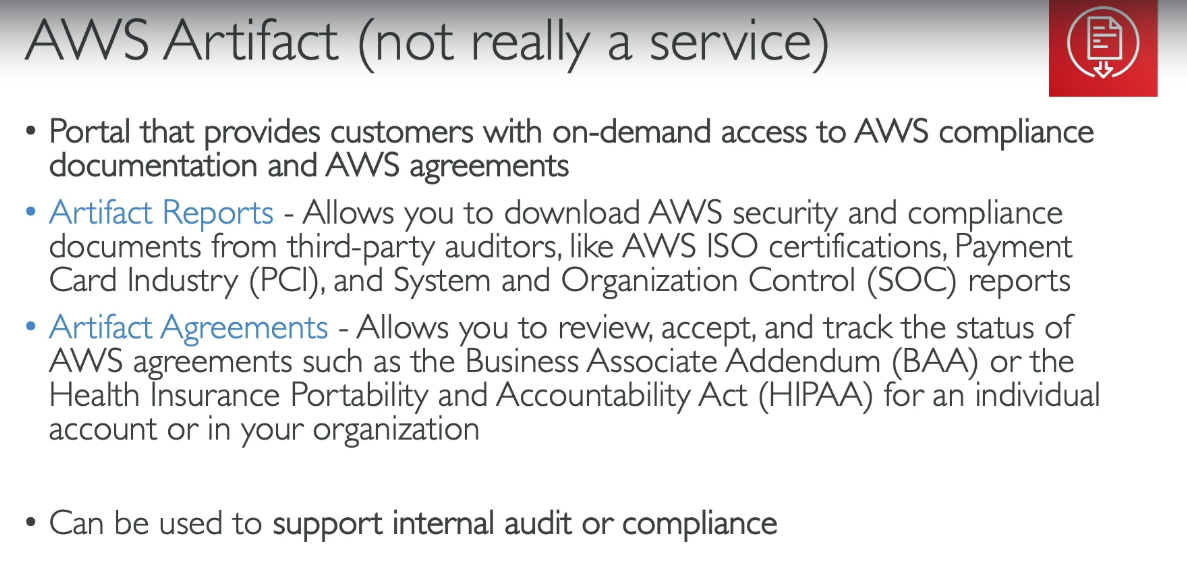 AWS Artifact (not really a service)
• Portal that provides customers with on-demand access to AWS compliance
documentation and AWS agreements
• Artifact Reports - Allows you to download AWS security and compliance
documents from third-party auditors, like AWS ISO certifications, Payment
Card Industry (PCI), and System and Organization Control (SOC) reports
• Artifact Agreements - Allows you to review, accept, and track the status of
AWS agreements such as the Business Associate Addendum (BAA) or the
Health Insurance Portability and Accountability Act (HIPAA) for an individual
account or in your organization
• Can be used to support internal audit or compliance